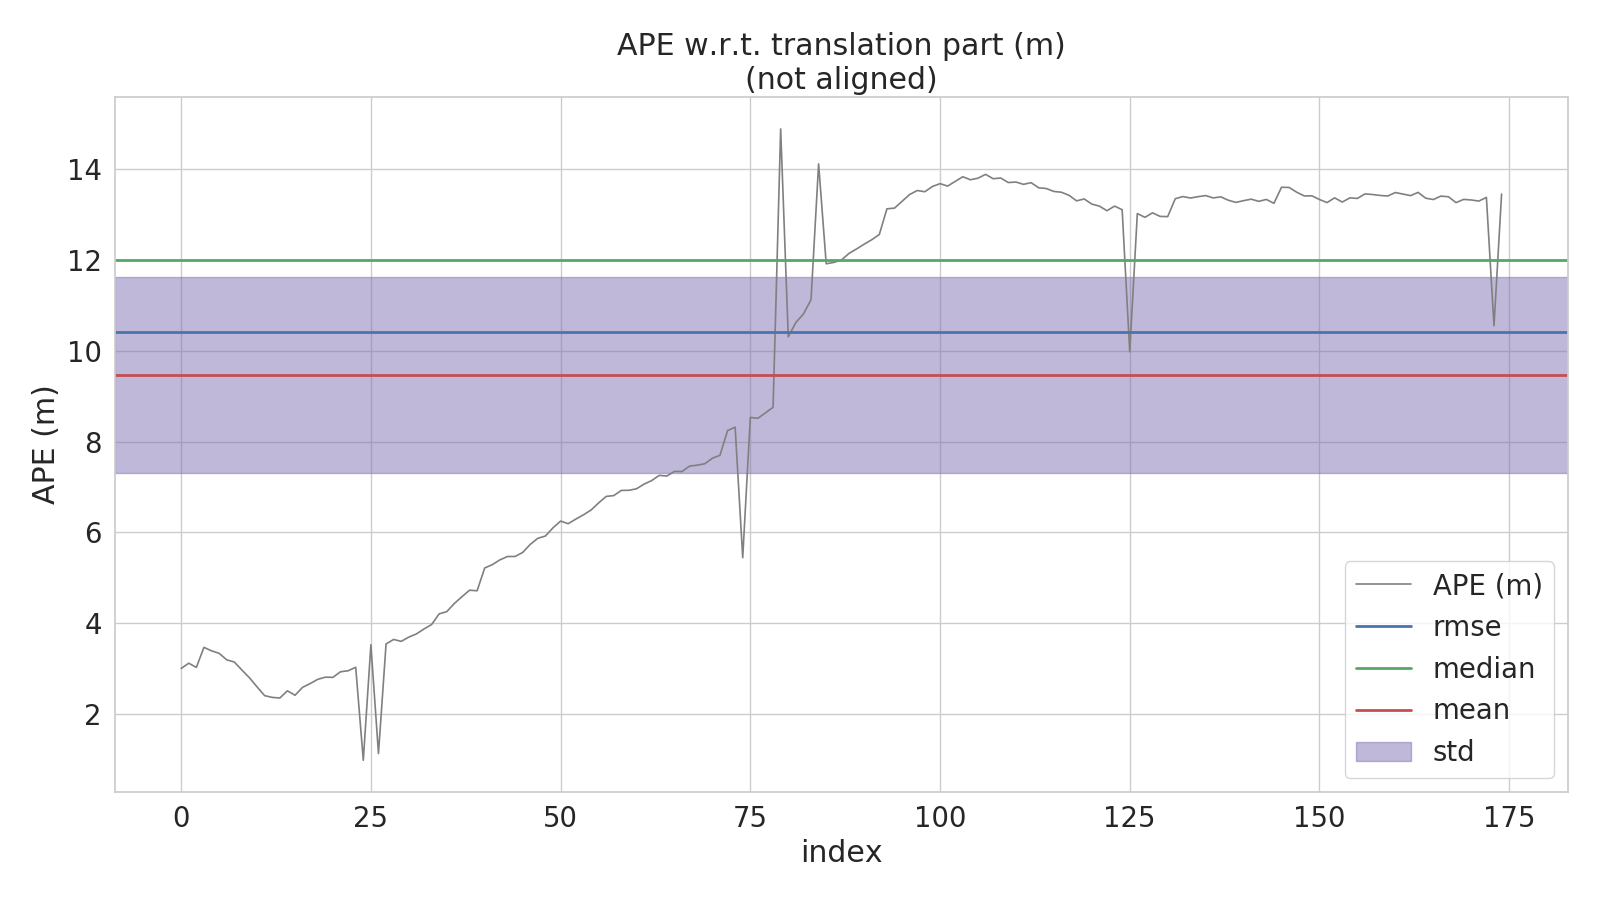 APE w.r.t. translation part (m)
(not aligned)
APE (m)
14
12
10
8
6
4
2
0 25 50 75 100 125 150 175
index
APE (m)
rmse
median
mean
std